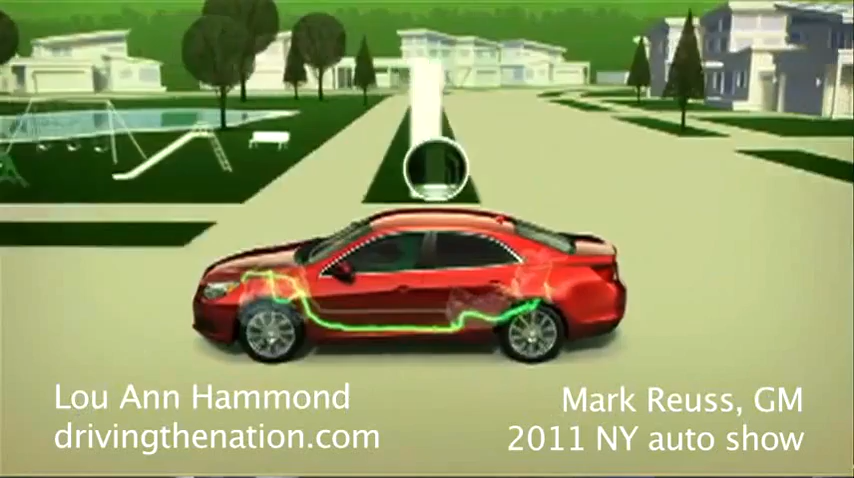 Lou Ann Hammond
drivingthenation.com
Mark Reuss, GM
2011 NY auto show